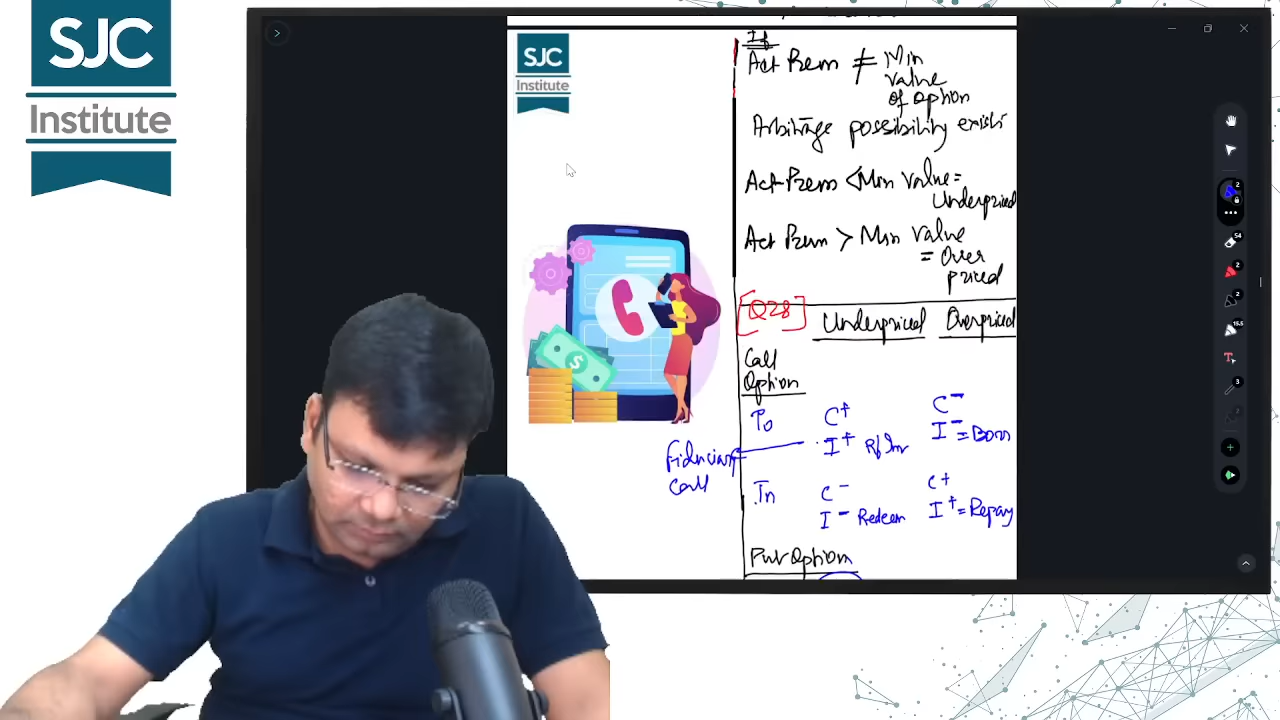 SJC
Institute
SJC
Institute
If
Act Prem ≠ Min
value
of option
Arbitrage possibility exists
Act Prem < Min value =
Underpriced
Act Prem > Min value
= Over
priced
[Q28]
Underpriced Overpriced
Call
Option
To C+ C-
I+ Rf Inv I- = Borr
Fiduciary
Call
Tn C- C+
I- Redeem I+ = Repay
Put Option